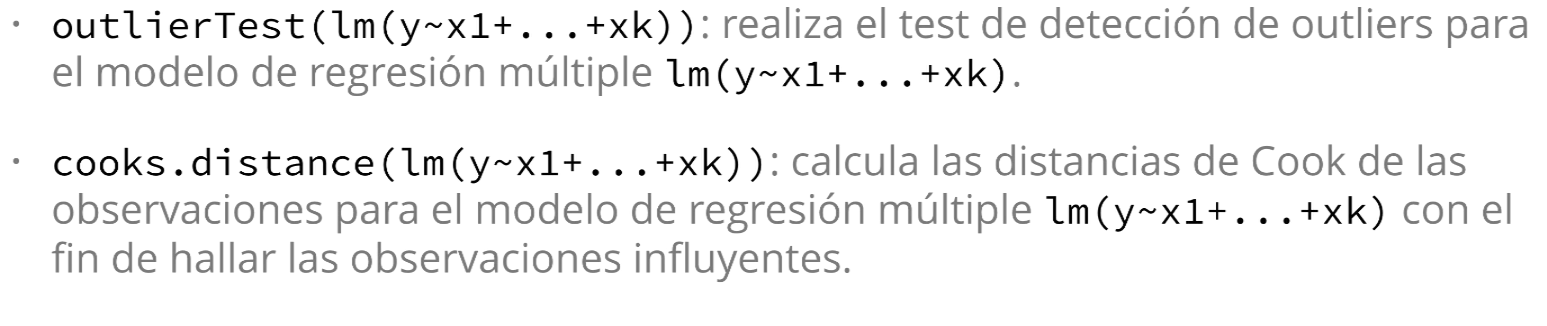 · outlierTest(lm(y~x1+...+xk)): realiza el test de detección de outliers para
el modelo de regresión múltiple lm(y~x1+...+xk).
· cooks.distance(lm(y~x1+...+xk)): calcula las distancias de Cook de las
observaciones para el modelo de regresión múltiple lm(y~x1+...+xk) con el
fin de hallar las observaciones influyentes.